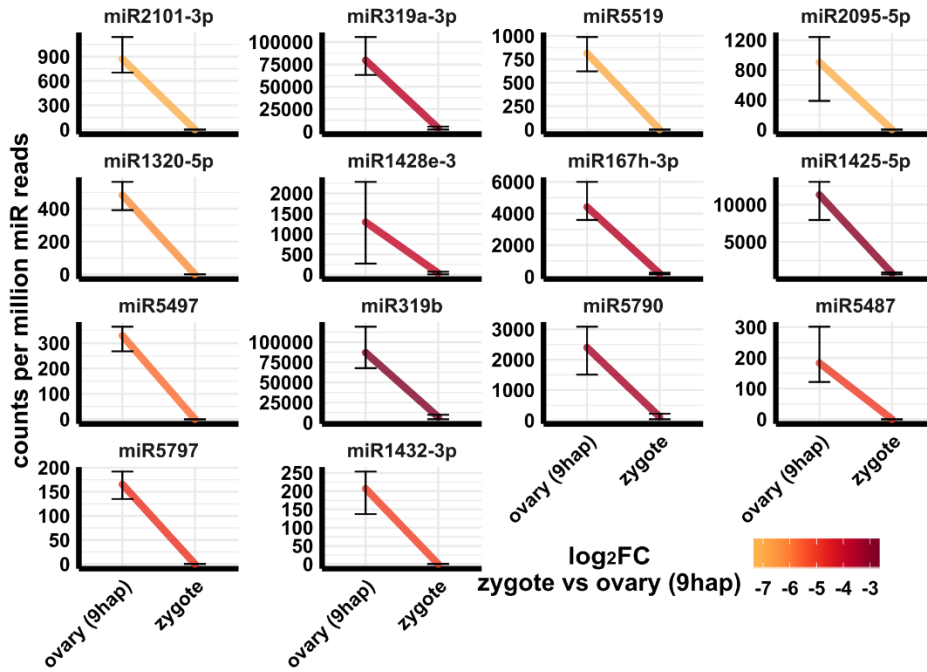 miR2101-3p
miR319a-3p
miR5519
miR2095-5p
900
600
300
0
100000
75000
50000
25000
0
1000
750
500
250
0
1200
800
400
0
miR1320-5p
miR1428e-3
miR167h-3p
miR1425-5p
400
200
0
2000
1500
1000
500
0
6000
4000
2000
0
10000
5000
miR5497
miR319b
miR5790
miR5487
300
200
100
0
100000
75000
50000
25000
0
3000
2000
1000
0
300
200
100
0
miR5797
miR1432-3p
200
150
100
50
0
250
200
150
100
50
0
counts per million miR reads
ovary (9hap)
zygote
ovary (9hap)
zygote
ovary (9hap)
zygote
ovary (9hap)
zygote
log₂FC
zygote vs ovary (9hap)
-7 -6 -5 -4 -3